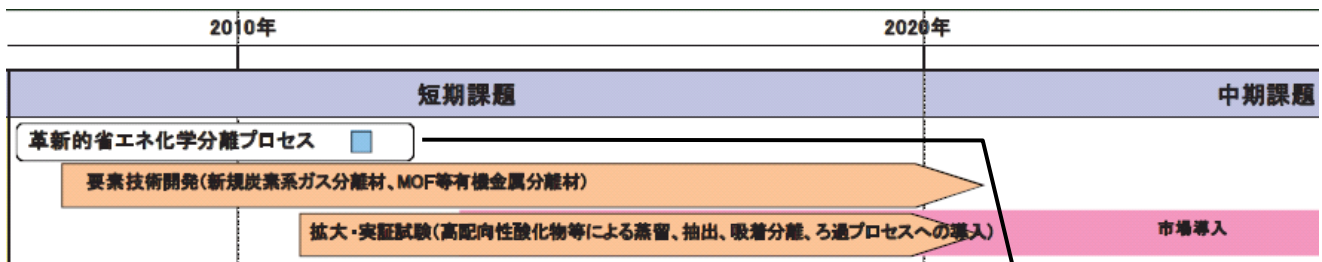 2010年 2020年
短期課題 中期課題
革新的省エネ化学分離プロセス
要素技術開発(新規炭素系ガス分離材、MOF等有機金属分離材)
拡大・実証試験(高配向性酸化物等による蒸留、抽出、吸着分離、ろ過プロセスへの導入) 市場導入